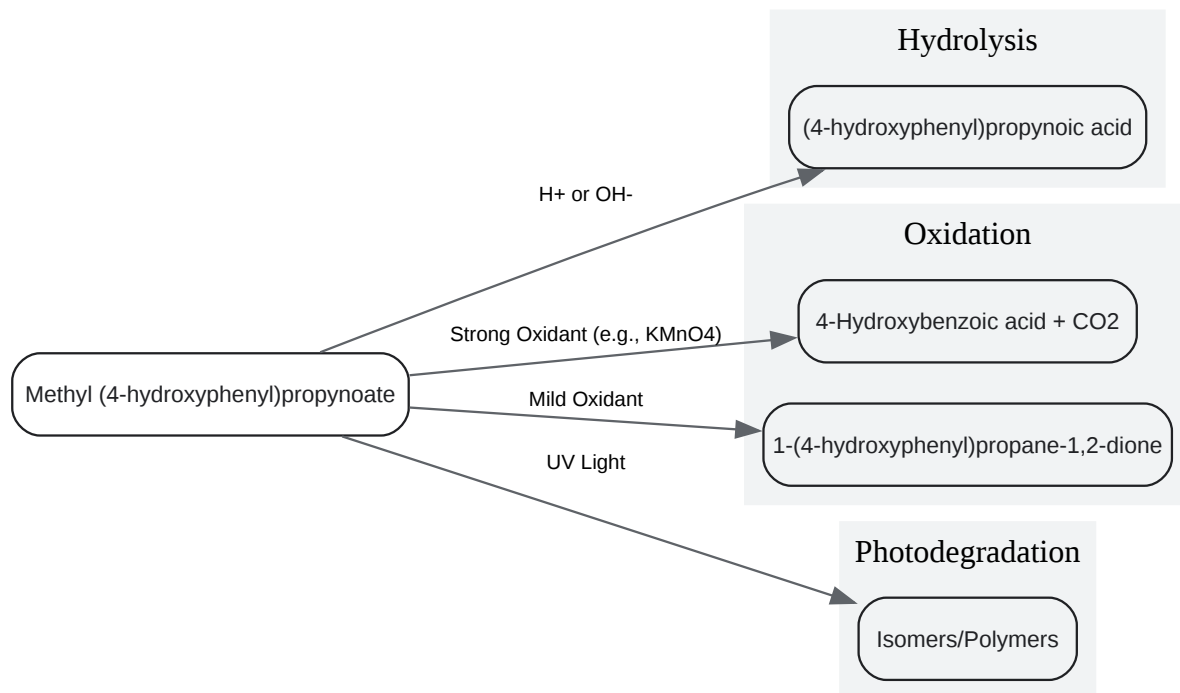 Hydrolysis
(4-hydroxyphenyl)propynoic acid
H+ or OH-
Oxidation
4-Hydroxybenzoic acid + CO2
Strong Oxidant (e.g., KMnO4)
Methyl (4-hydroxyphenyl)propynoate
Mild Oxidant
1-(4-hydroxyphenyl)propane-1,2-dione
UV Light
Photodegradation
Isomers/Polymers